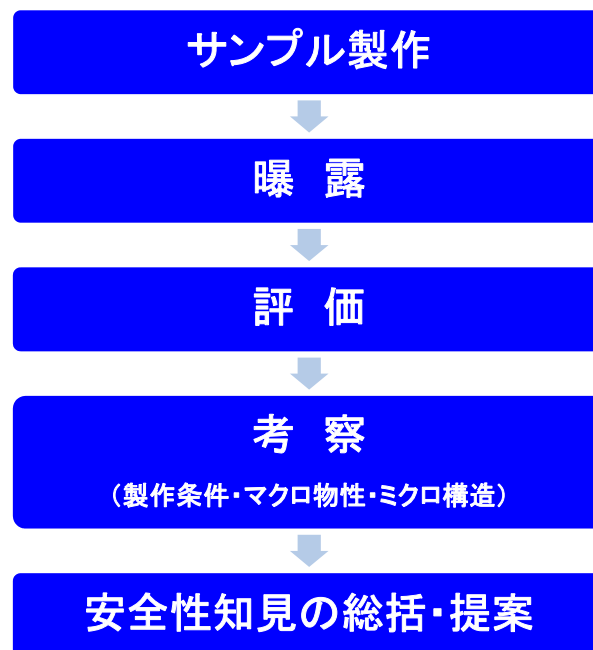 サンプル製作
曝　露
評　価
考　察
（製作条件・マクロ物性・ミクロ構造）
安全性知見の総括・提案